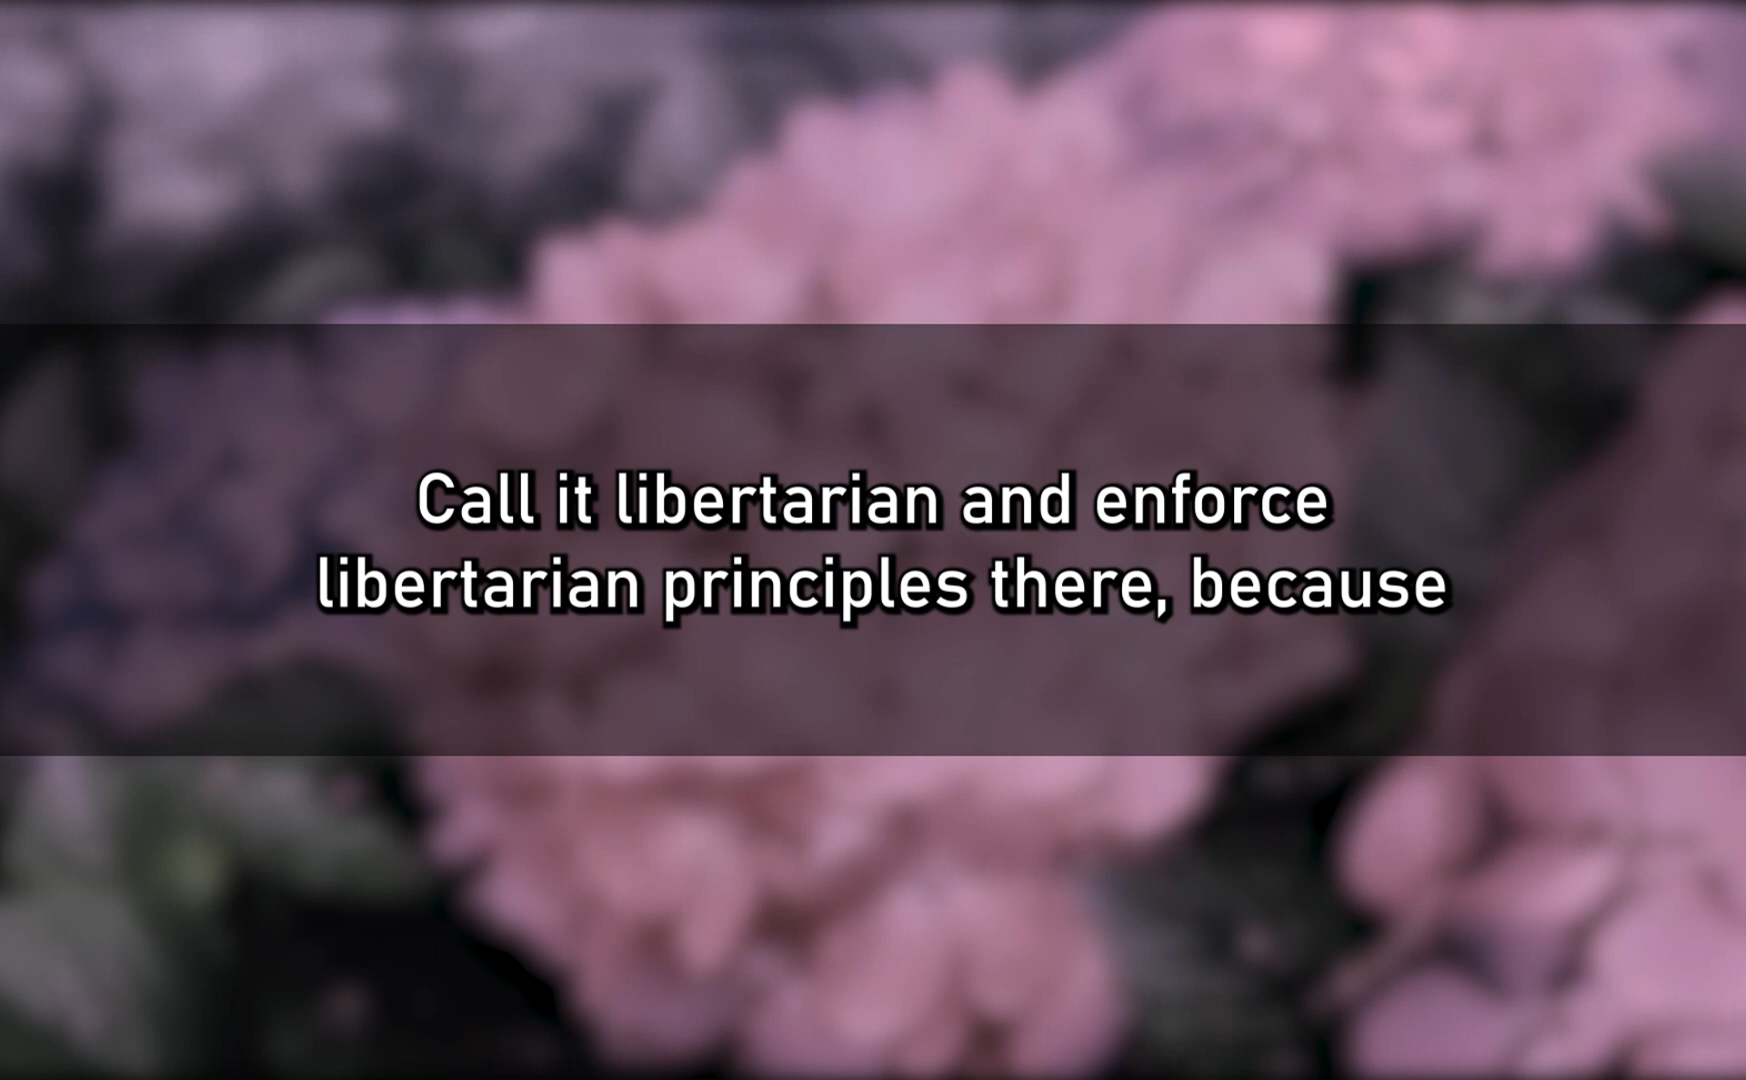 Call it libertarian and enforce
libertarian principles there, because